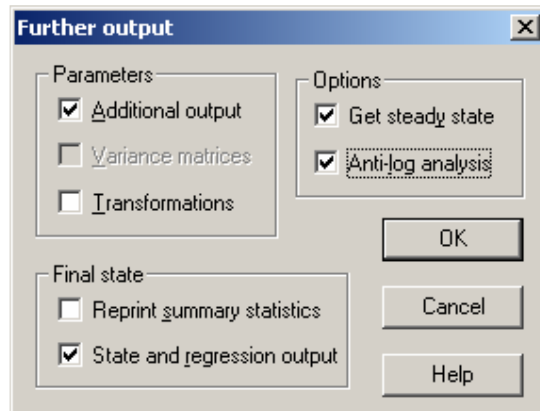 Further output
Parameters
Additional output
Variance matrices
Transformations
Options
Get steady state
Anti-log analysis
OK
Final state
Reprint summary statistics
State and regression output
Cancel
Help